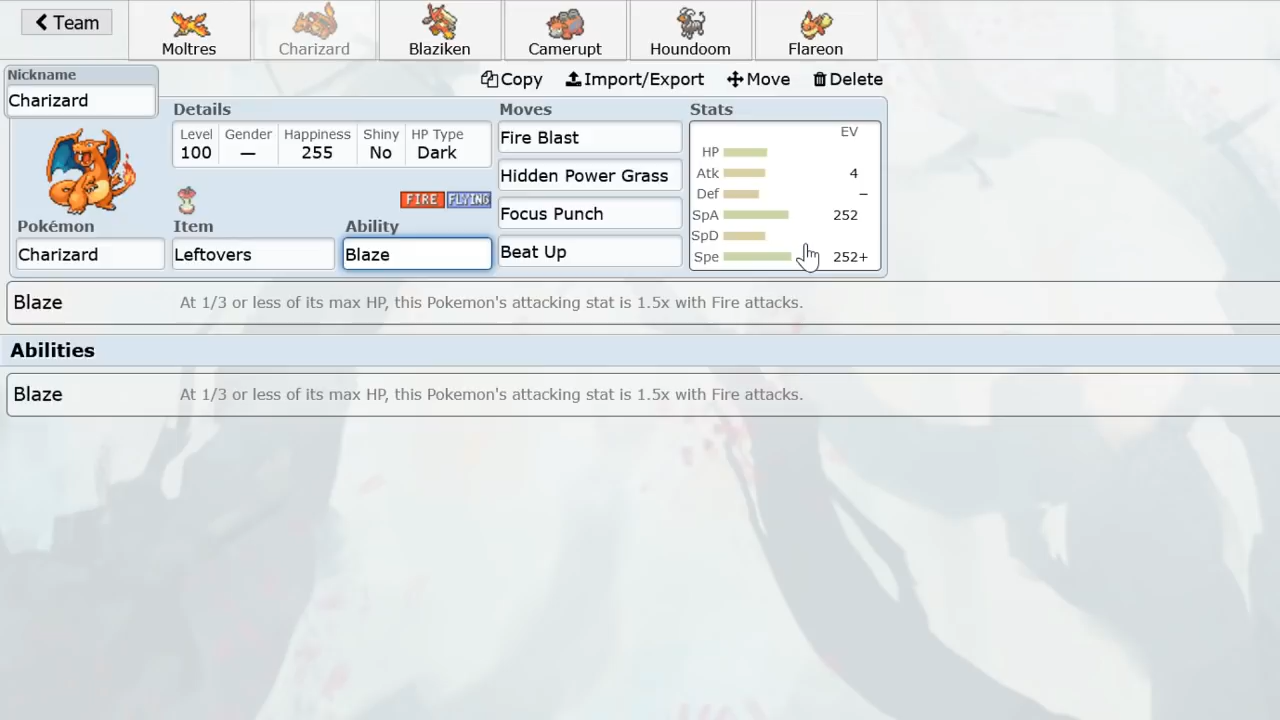 Team
Moltres
Charizard
Blaziken
Camerupt
Houndoom
Flareon
Nickname
Charizard
Copy
Import/Export
Move
Delete
Details
Level
100
Gender
—
Happiness
255
Shiny
No
HP Type
Dark
FIRE FLYING
Pokémon
Charizard
Item
Leftovers
Ability
Blaze
Moves
Fire Blast
Hidden Power Grass
Focus Punch
Beat Up
Stats
EV
HP
Atk 4
Def –
SpA 252
SpD
Spe 252+
Blaze At 1/3 or less of its max HP, this Pokemon's attacking stat is 1.5x with Fire attacks.
Abilities
Blaze At 1/3 or less of its max HP, this Pokemon's attacking stat is 1.5x with Fire attacks.